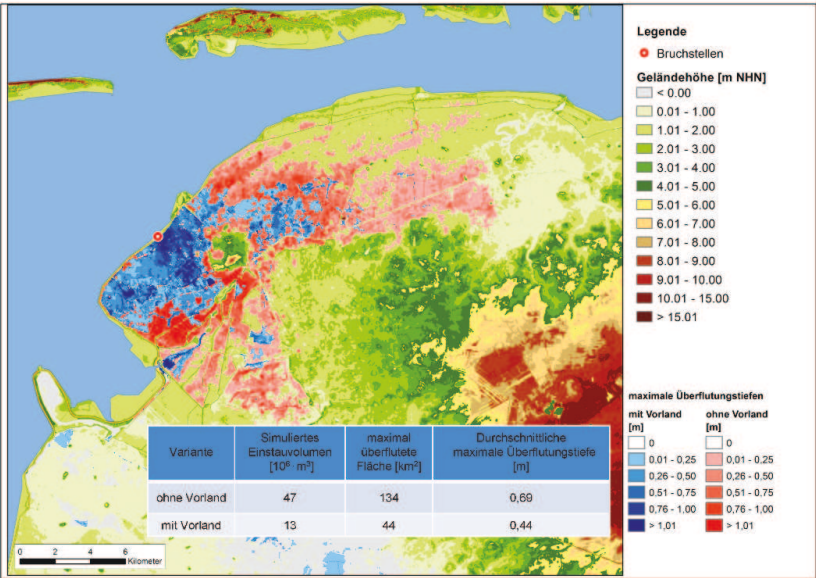 Legende
Bruchstellen
Geländehöhe [m NHN]
< 0.00
0.01 - 1.00
1.01 - 2.00
2.01 - 3.00
3.01 - 4.00
4.01 - 5.00
5.01 - 6.00
6.01 - 7.00
7.01 - 8.00
8.01 - 9.00
9.01 - 10.00
10.01 - 15.00
> 15.01
maximale Überflutungstiefen
mit Vorland ohne Vorland
[m] [m]
0 0
0,01 - 0,25 0,01 - 0,25
0,26 - 0,50 0,26 - 0,50
0,51 - 0,75 0,51 - 0,75
0,76 - 1,00 0,76 - 1,00
> 1,01 > 1,01
Variante
Simuliertes
Einstauvolumen
[10⁶ m³]
maximal
überflutete
Fläche [km²]
Durchschnittliche
maximale Überflutungstiefe
[m]
ohne Vorland 47 134 0,69
mit Vorland 13 44 0,44
0 2 4 6
Kilometer